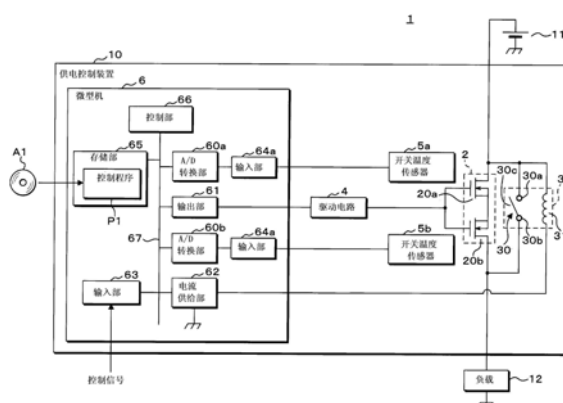 1
10
11
供电控制装置
6
微型机
66
控制部
65
存储部
60a
A/D
转换部
64a
输入部
5a
开关温度
传感器
2
20a
30c
30a
3
A1
控制程序
P1
61
输出部
4
驱动电路
67
60b
A/D
转换部
64a
输入部
5b
开关温度
传感器
30
30b
20b
63
输入部
62
电流
供给部
控制信号
负载
12